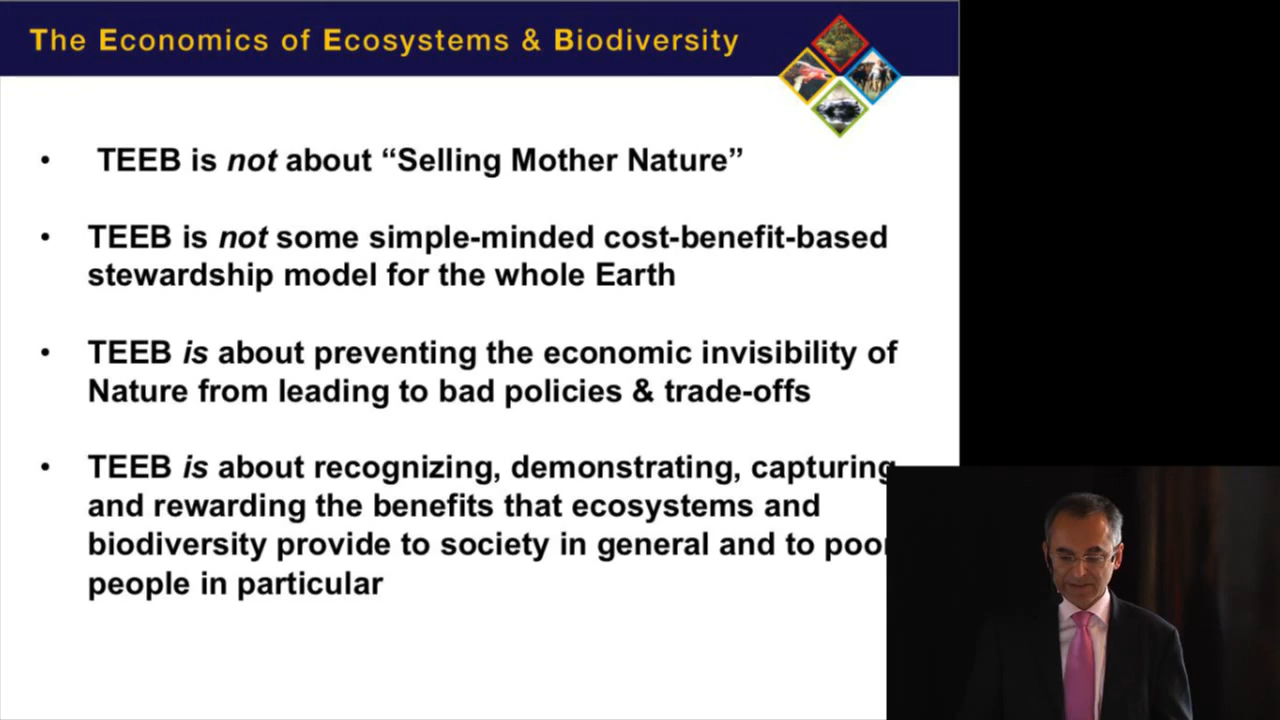 The Economics of Ecosystems & Biodiversity
• TEEB is not about “Selling Mother Nature”
• TEEB is not some simple-minded cost-benefit-based
stewardship model for the whole Earth
• TEEB is about preventing the economic invisibility of
Nature from leading to bad policies & trade-offs
• TEEB is about recognizing, demonstrating, capturing
and rewarding the benefits that ecosystems and
biodiversity provide to society in general and to poor
people in particular